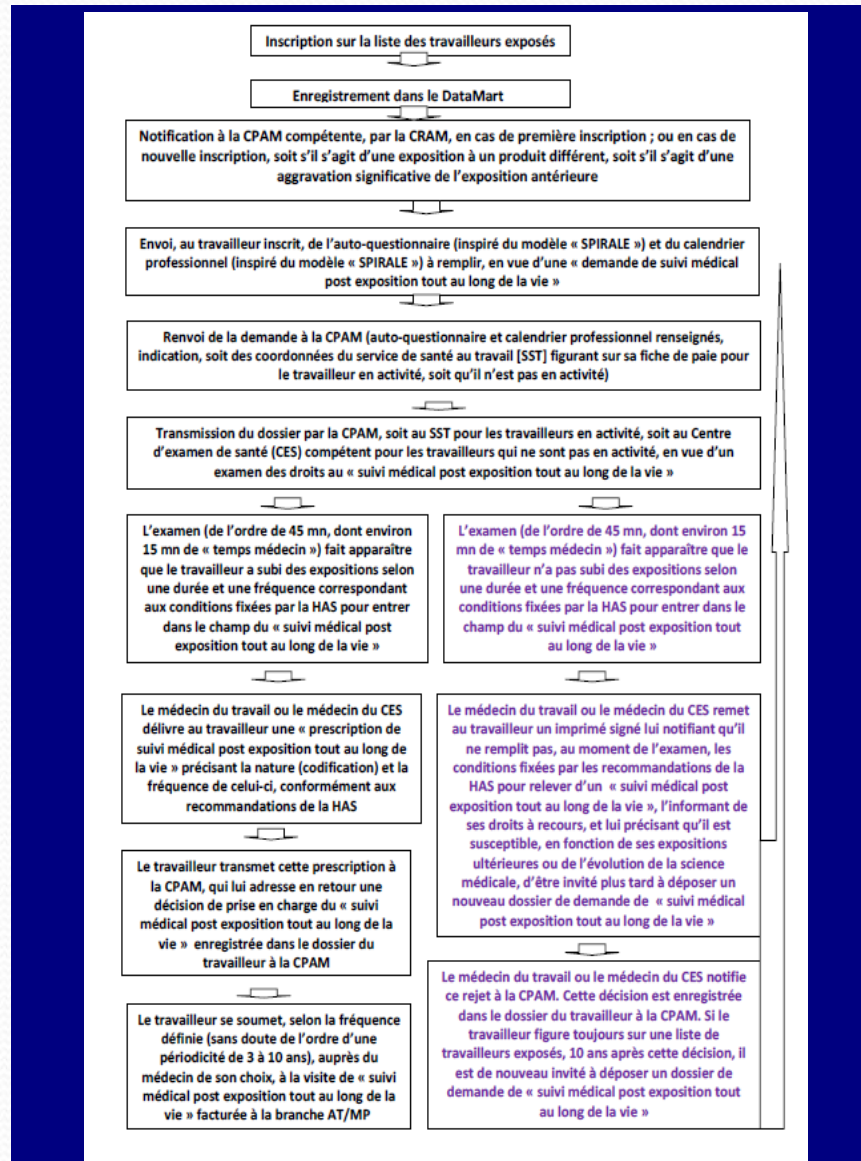 Inscription sur la liste des travailleurs exposés
Enregistrement dans le DataMart
Notification à la CPAM compétente, par la CRAM, en cas de première inscription ; ou en cas de
nouvelle inscription, soit s'il s'agit d'une exposition à un produit différent, soit s'il s'agit d'une
aggravation significative de l'exposition antérieure
Envoi, au travailleur inscrit, de l'auto-questionnaire (inspiré du modèle « SPIRALE ») et du calendrier
professionnel (inspiré du modèle « SPIRALE ») à remplir, en vue d'une « demande de suivi médical
post exposition tout au long de la vie »
Renvoi de la demande à la CPAM (auto-questionnaire et calendrier professionnel renseignés,
indication, soit des coordonnées du service de santé au travail [SST] figurant sur sa fiche de paie pour
le travailleur en activité, soit qu'il n'est pas en activité)
Transmission du dossier par la CPAM, soit au SST pour les travailleurs en activité, soit au Centre
d'examen de santé (CES) compétent pour les travailleurs qui ne sont pas en activité, en vue d'un
examen des droits au « suivi médical post exposition tout au long de la vie »
L'examen (de l'ordre de 45 mn, dont environ
15 mn de « temps médecin ») fait apparaître
que le travailleur a subi des expositions selon
une durée et une fréquence correspondant
aux conditions fixées par la HAS pour entrer
dans le champ du « suivi médical post
exposition tout au long de la vie »
Le médecin du travail ou le médecin du CES
délivre au travailleur une « prescription de
suivi médical post exposition tout au long de
la vie » précisant la nature (codification) et la
fréquence de celui-ci, conformément aux
recommandations de la HAS
Le travailleur transmet cette prescription à
la CPAM, qui lui adresse en retour une
décision de prise en charge du « suivi
médical post exposition tout au long de la
vie » enregistrée dans le dossier du
travailleur à la CPAM
Le travailleur se soumet, selon la fréquence
définie (sans doute de l'ordre d'une
périodicité de 3 à 10 ans), auprès du
médecin de son choix, à la visite de « suivi
médical post exposition tout au long de la
vie » facturée à la branche AT/MP
L'examen (de l'ordre de 45 mn, dont environ 15
mn de « temps médecin ») fait apparaître que le
travailleur n'a pas subi des expositions selon
une durée et une fréquence correspondant aux
conditions fixées par la HAS pour entrer dans le
champ du « suivi médical post exposition tout
au long de la vie »
Le médecin du travail ou le médecin du CES remet
au travailleur un imprimé signé lui notifiant qu'il
ne remplit pas, au moment de l'examen, les
conditions fixées par les recommandations de la
HAS pour relever d'un « suivi médical post
exposition tout au long de la vie », l'informant de
ses droits à recours, et lui précisant qu'il est
susceptible, en fonction de ses expositions
ultérieures ou de l'évolution de la science
médicale, d'être invité plus tard à déposer un
nouveau dossier de demande de « suivi médical
post exposition tout au long de la vie »
Le médecin du travail ou le médecin du CES notifie
ce rejet à la CPAM. Cette décision est enregistrée
dans le dossier du travailleur à la CPAM. Si le
travailleur figure toujours sur une liste de
travailleurs exposés, 10 ans après cette décision, il
est de nouveau invité à déposer un dossier de
demande de « suivi médical post exposition tout
au long de la vie »